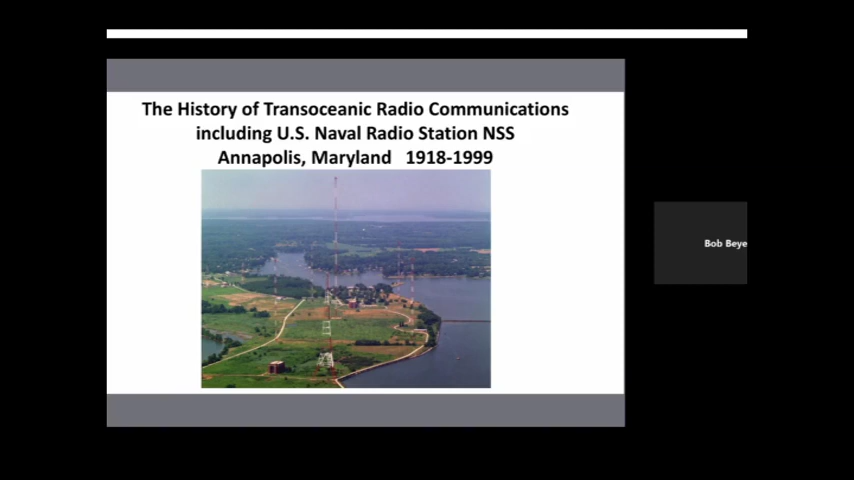 The History of Transoceanic Radio Communications
including U.S. Naval Radio Station NSS
Annapolis, Maryland 1918-1999
Bob Beye